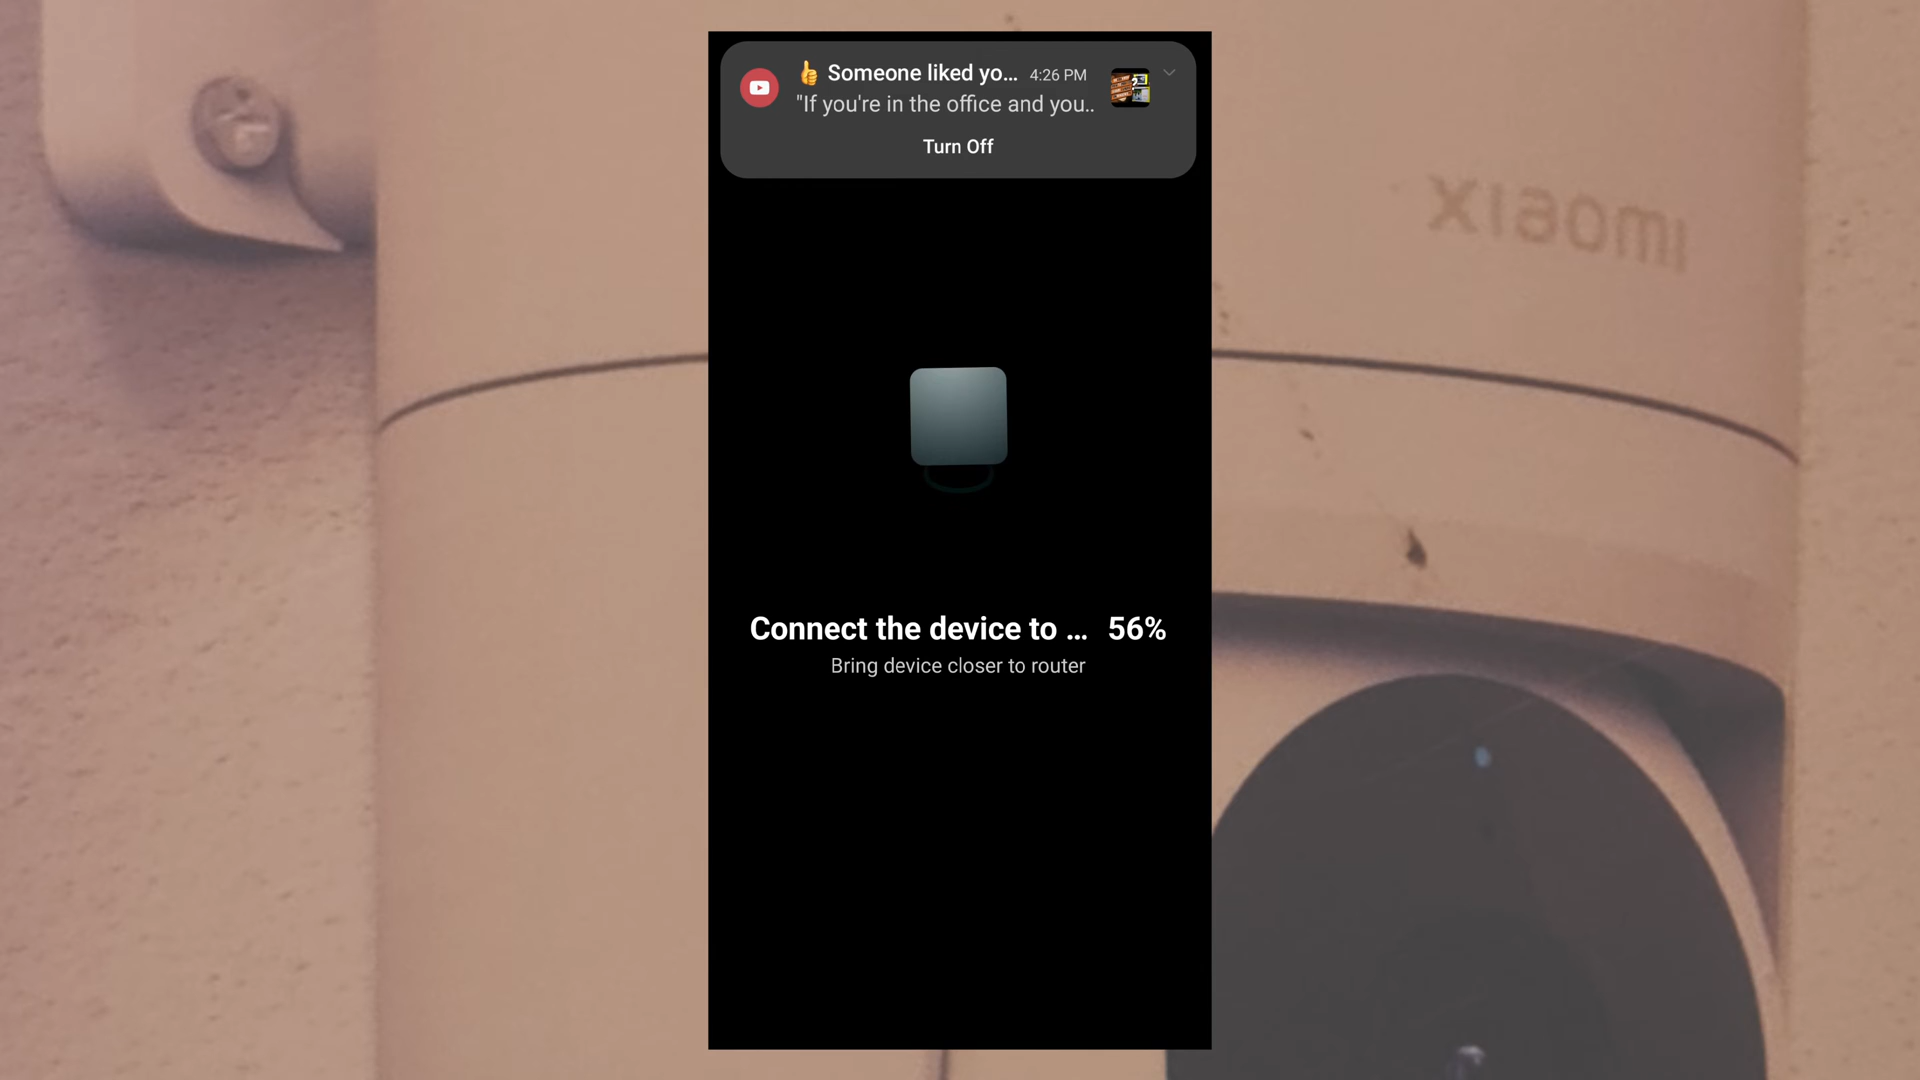 👍 Someone liked yo... 4:26 PM
"If you're in the office and you..
Turn Off
xiaomi
Connect the device to ... 56%
Bring device closer to router